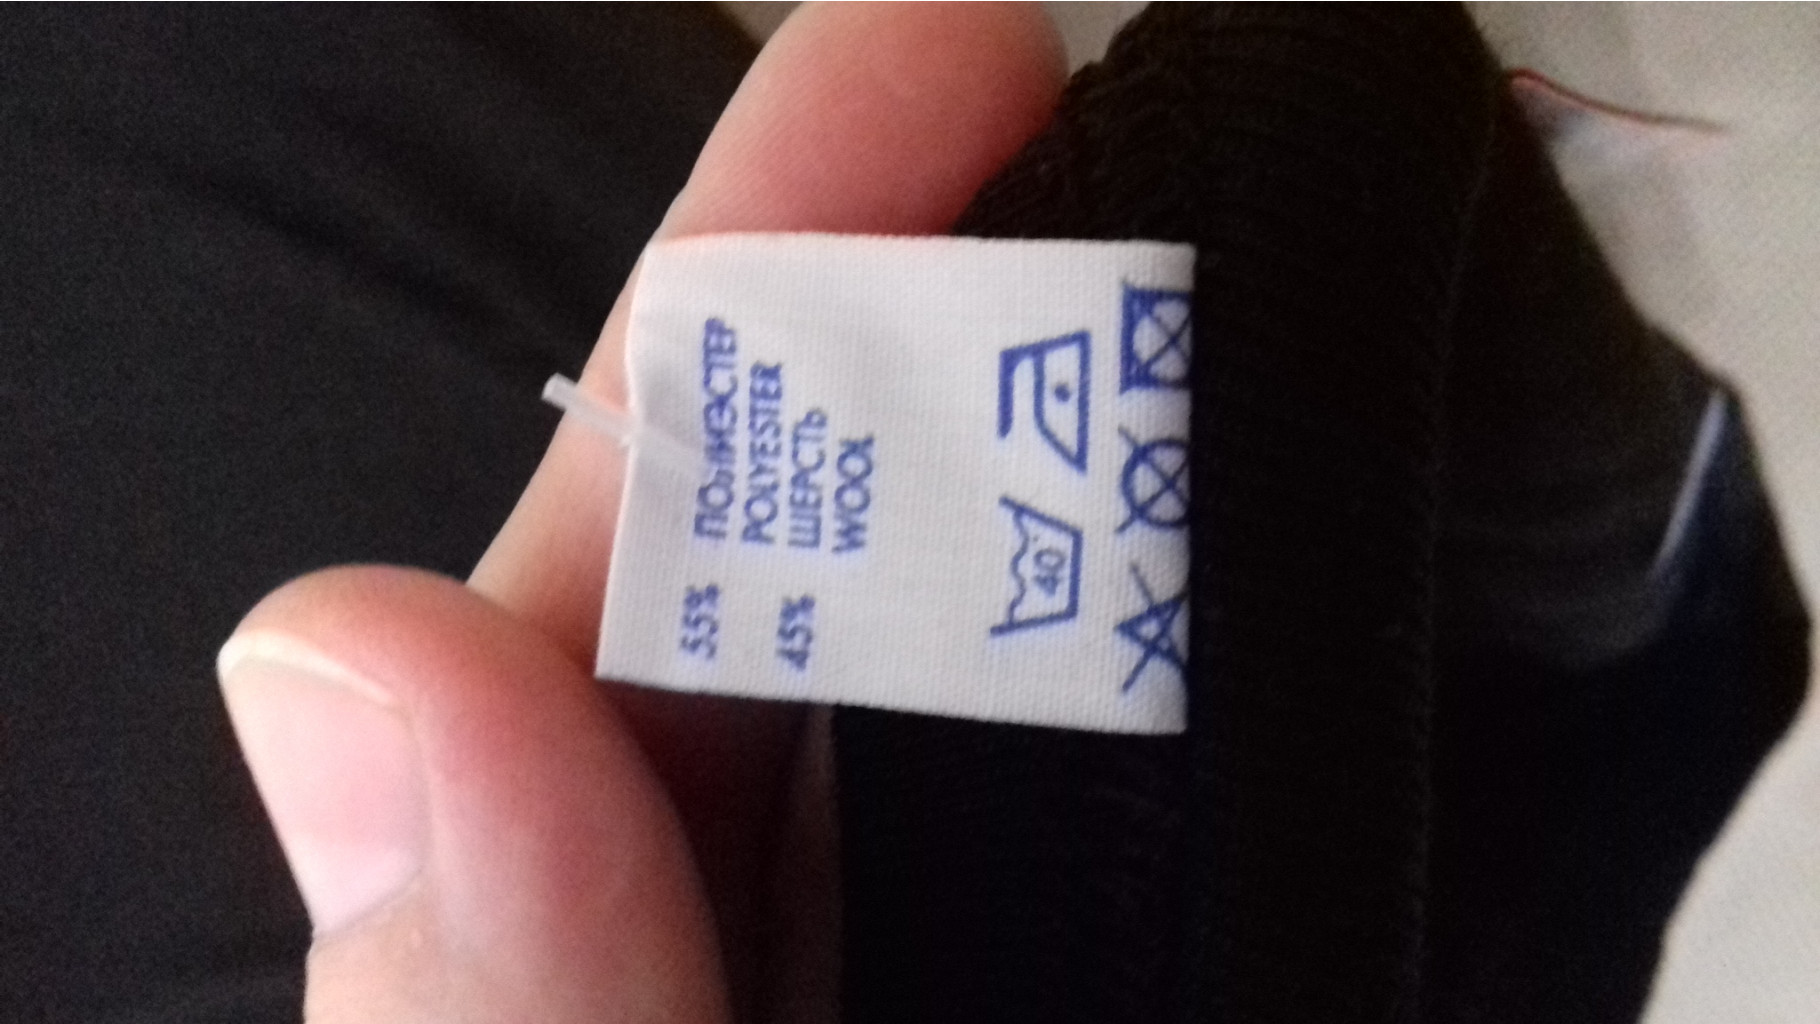 55% ПОЛИЭСТЕР
POLYESTER
45% ШЕРСТЬ
WOOL
40